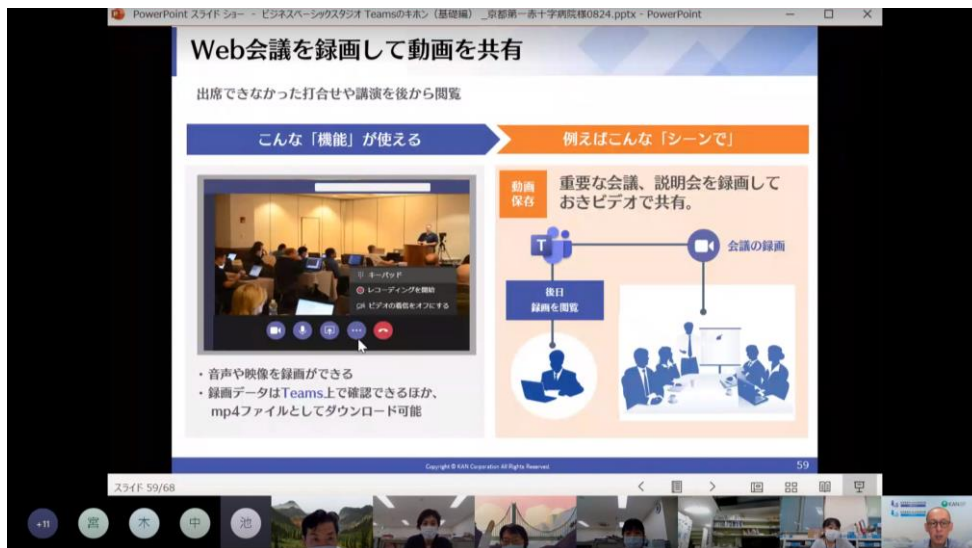 PowerPoint スライド ショー - ビジネスベーシックスタジオ Teamsのキホン（基礎編）_京都第一赤十字病院様0824.pptx - PowerPoint
Web会議を録画して動画を共有
出席できなかった打合せや講演を後から閲覧
こんな「機能」が使える
例えばこんな「シーンで」
キーパッド
レコーディングを開始
ビデオの着信をオフにする
・音声や映像を録画ができる
・録画データはTeams上で確認できるほか、
mp4ファイルとしてダウンロード可能
動画
保存
重要な会議、説明会を録画して
おきビデオで共有。
T
会議の録画
後日
録画を閲覧
Copyright © KAN Corporation All Rights Reserved.
59
スライド 59/68
+11
宮
木
中
池